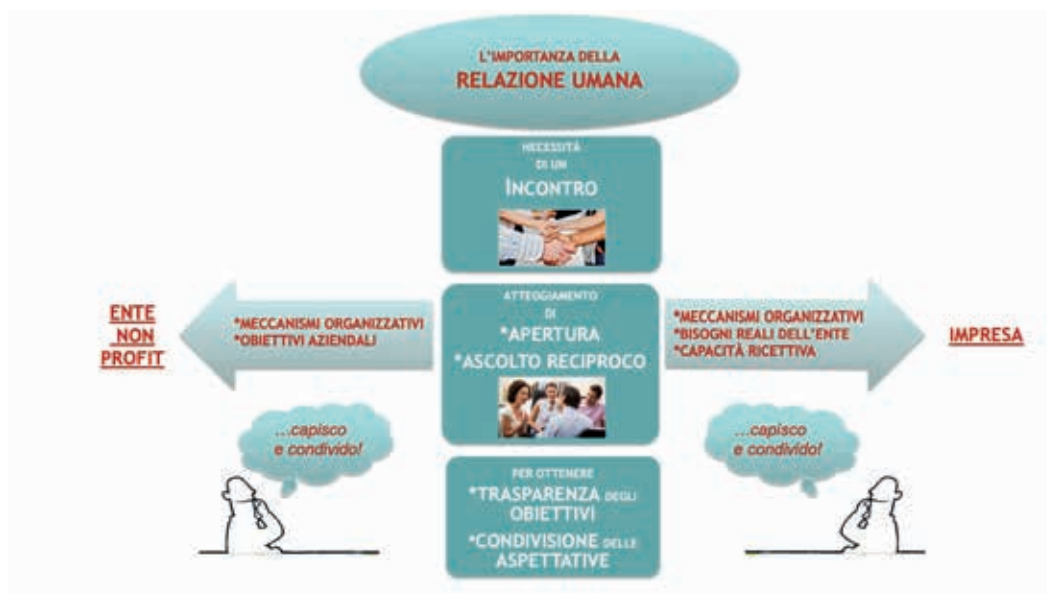 L'IMPORTANZA DELLA
RELAZIONE UMANA
NECESSITÀ
DI UN
INCONTRO
ATTEGGIAMENTO
DI
*APERTURA
*ASCOLTO RECIPROCO
ENTE
NON
PROFIT
*MECCANISMI ORGANIZZATIVI
*OBIETTIVI AZIENDALI
*MECCANISMI ORGANIZZATIVI
*BISOGNI REALI DELL'ENTE
*CAPACITÀ RICETTIVA
IMPRESA
...capisco
e condivido!
...capisco
e condivido!
PER OTTENERE
*TRASPARENZA DEGLI
OBIETTIVI
*CONDIVISIONE DELLE
ASPETTATIVE